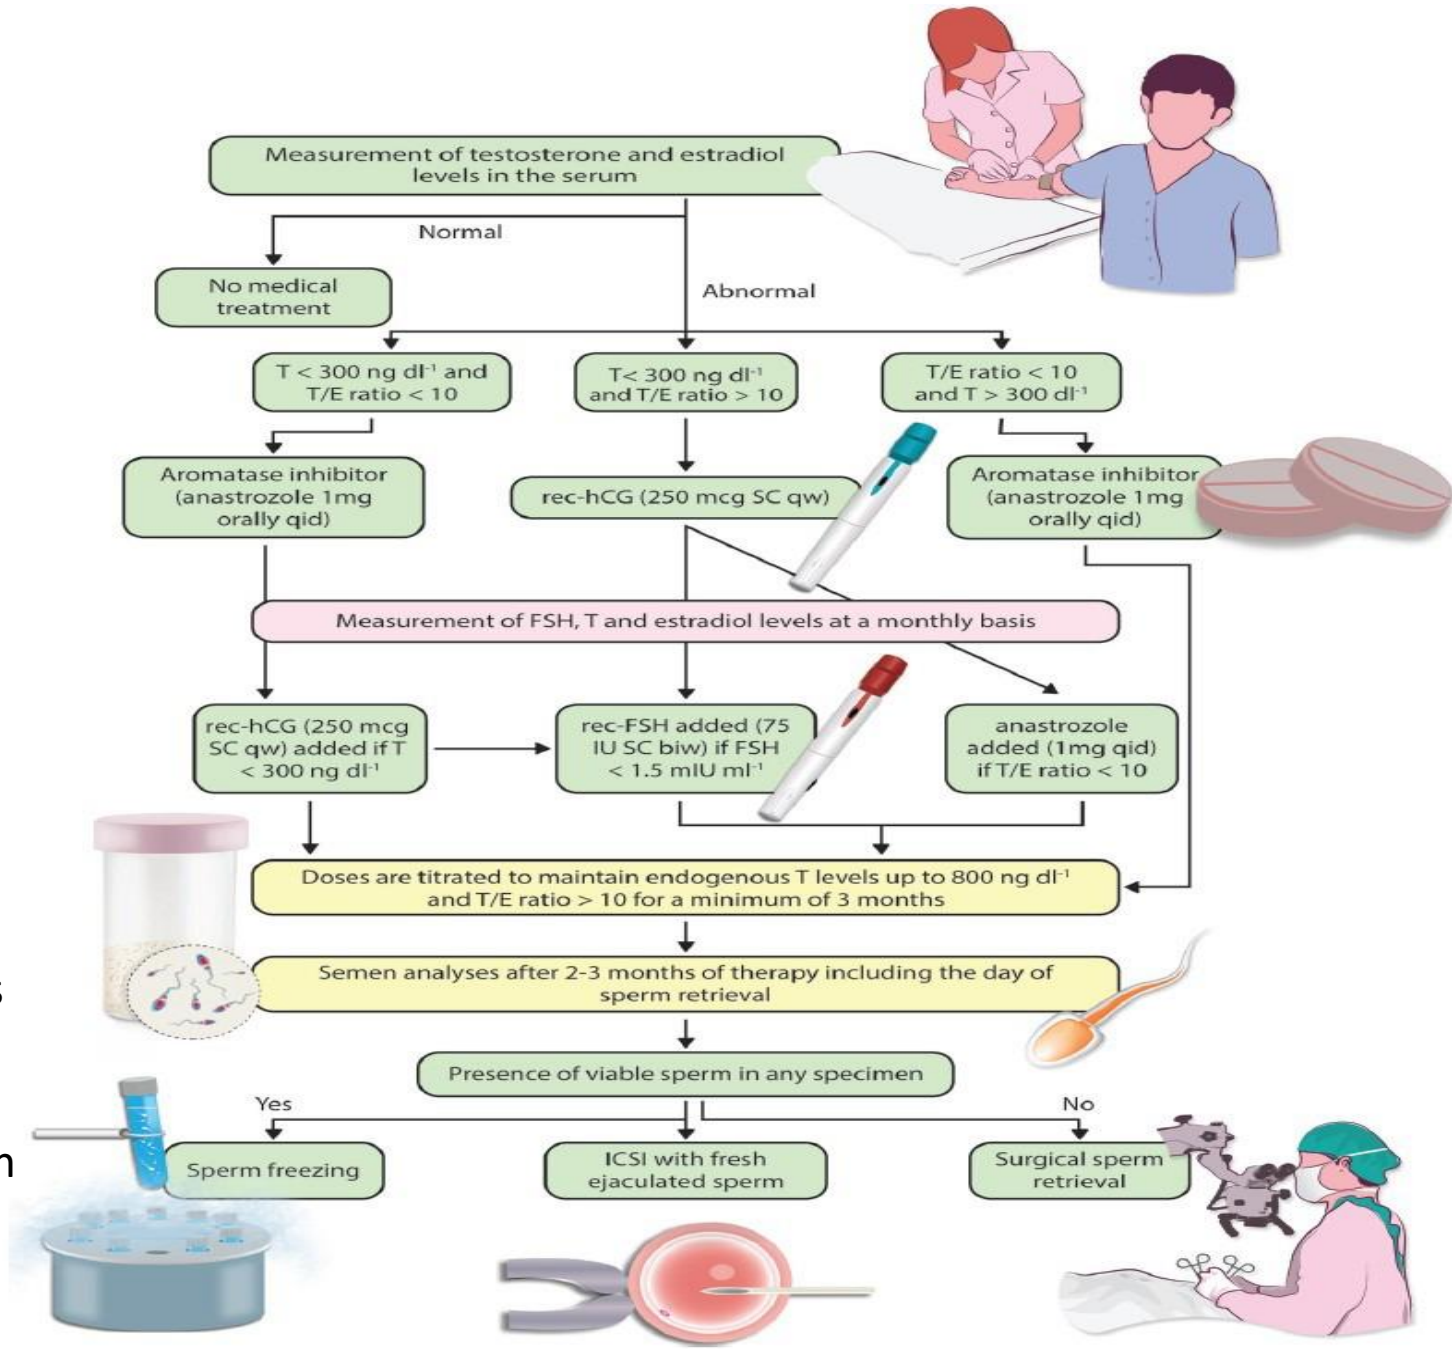 Measurement of testosterone and estradiol
levels in the serum
Normal
No medical
treatment
Abnormal
T < 300 ng dl⁻¹ and
T/E ratio < 10
T< 300 ng dl⁻¹
and T/E ratio > 10
T/E ratio < 10
and T > 300 dl⁻¹
Aromatase inhibitor
(anastrozole 1mg
orally qid)
rec-hCG (250 mcg SC qw)
Aromatase inhibitor
(anastrozole 1mg
orally qid)
Measurement of FSH, T and estradiol levels at a monthly basis
rec-hCG (250 mcg
SC qw) added if T
< 300 ng dl⁻¹
rec-FSH added (75
IU SC biw) if FSH
< 1.5 mIU ml⁻¹
anastrozole
added (1mg qid)
if T/E ratio < 10
Doses are titrated to maintain endogenous T levels up to 800 ng dl⁻¹
and T/E ratio > 10 for a minimum of 3 months
s
Semen analyses after 2-3 months of therapy including the day of
sperm retrieval
Presence of viable sperm in any specimen
Yes
No
n
Sperm freezing
ICSI with fresh
ejaculated sperm
Surgical sperm
retrieval